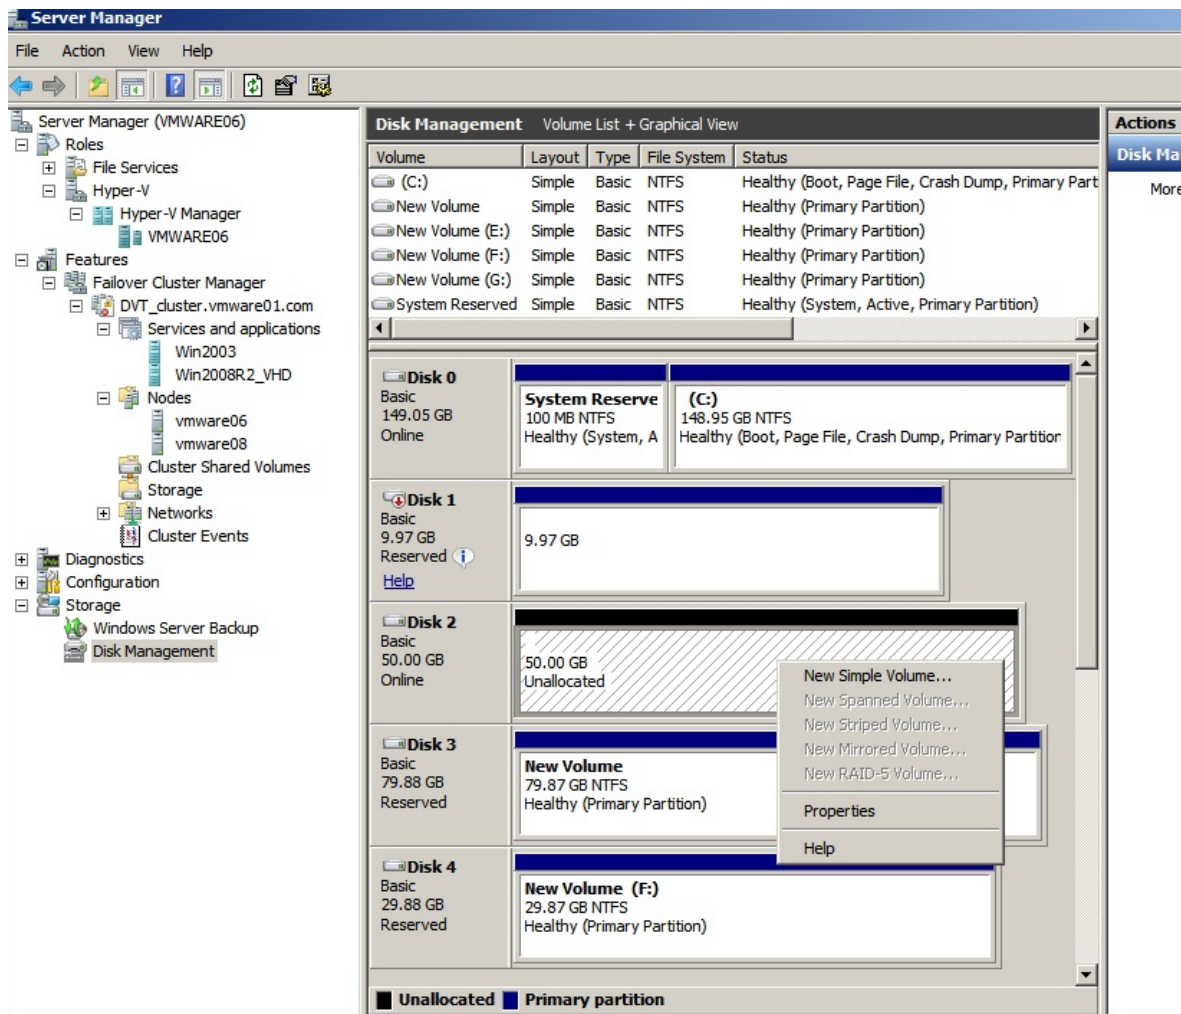 Server Manager
File Action View Help
Server Manager (VMWARE06)
Roles
File Services
Hyper-V
Hyper-V Manager
VMWARE06
Features
Failover Cluster Manager
DVT_cluster.vmware01.com
Services and applications
Win2003
Win2008R2_VHD
Nodes
vmware06
vmware08
Cluster Shared Volumes
Storage
Networks
Cluster Events
Diagnostics
Configuration
Storage
Windows Server Backup
Disk Management
Disk Management Volume List + Graphical View
Volume Layout Type File System Status
(C:) Simple Basic NTFS Healthy (Boot, Page File, Crash Dump, Primary Part
New Volume Simple Basic NTFS Healthy (Primary Partition)
New Volume (E:) Simple Basic NTFS Healthy (Primary Partition)
New Volume (F:) Simple Basic NTFS Healthy (Primary Partition)
New Volume (G:) Simple Basic NTFS Healthy (Primary Partition)
System Reserved Simple Basic NTFS Healthy (System, Active, Primary Partition)
Disk 0
Basic
149.05 GB
Online
System Reserve
100 MB NTFS
Healthy (System, A
(C:)
148.95 GB NTFS
Healthy (Boot, Page File, Crash Dump, Primary Partition
Disk 1
Basic
9.97 GB
Reserved
Help
9.97 GB
Disk 2
Basic
50.00 GB
Online
50.00 GB
Unallocated
New Simple Volume...
New Spanned Volume...
New Striped Volume...
New Mirrored Volume...
New RAID-5 Volume...
Properties
Help
Disk 3
Basic
79.88 GB
Reserved
New Volume
79.87 GB NTFS
Healthy (Primary Partition)
Disk 4
Basic
29.88 GB
Reserved
New Volume (F:)
29.87 GB NTFS
Healthy (Primary Partition)
Unallocated Primary partition
Actions
Disk Ma
More